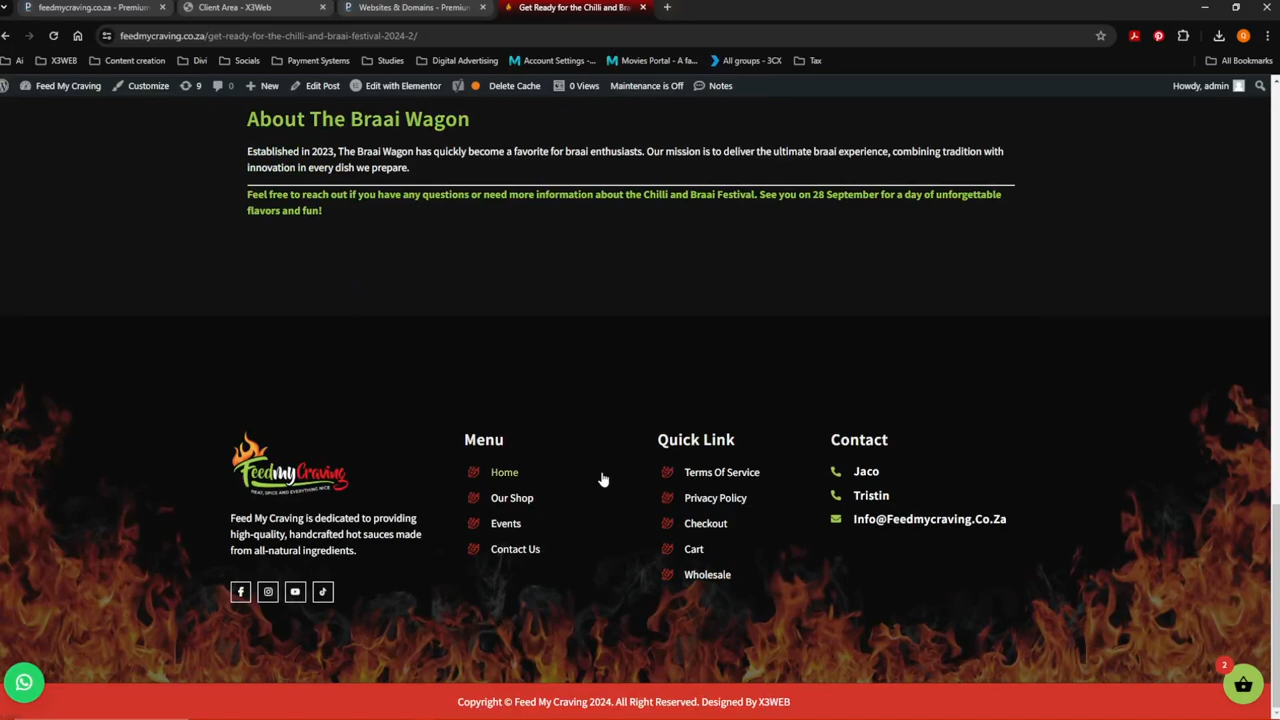 feedmycraving.co.za - Premium
Client Area - X3Web
Websites & Domains - Premium
Get Ready for the Chilli and Bra
feedmycraving.co.za/get-ready-for-the-chilli-and-braai-festival-2024-2/
Ai
X3WEB
Content creation
Divi
Socials
Payment Systems
Studies
Digital Advertising
Account Settings -...
Movies Portal - A fa...
All groups - 3CX
Tax
All Bookmarks
Feed My Craving
Customize
9
0
New
Edit Post
Edit with Elementor
Delete Cache
0 Views
Maintenance is Off
Notes
Howdy, admin
About The Braai Wagon
Established in 2023, The Braai Wagon has quickly become a favorite for braai enthusiasts. Our mission is to deliver the ultimate braai experience, combining tradition with
innovation in every dish we prepare.
Feel free to reach out if you have any questions or need more information about the Chilli and Braai Festival. See you on 28 September for a day of unforgettable
flavors and fun!
FeedmyCraving
HEAT, SPICE AND EVERYTHING NICE
Feed My Craving is dedicated to providing
high-quality, handcrafted hot sauces made
from all-natural ingredients.
Menu
Home
Our Shop
Events
Contact Us
Quick Link
Terms Of Service
Privacy Policy
Checkout
Cart
Wholesale
Contact
Jaco
Tristin
Info@Feedmycraving.Co.Za
2
Copyright © Feed My Craving 2024. All Right Reserved. Designed By X3WEB